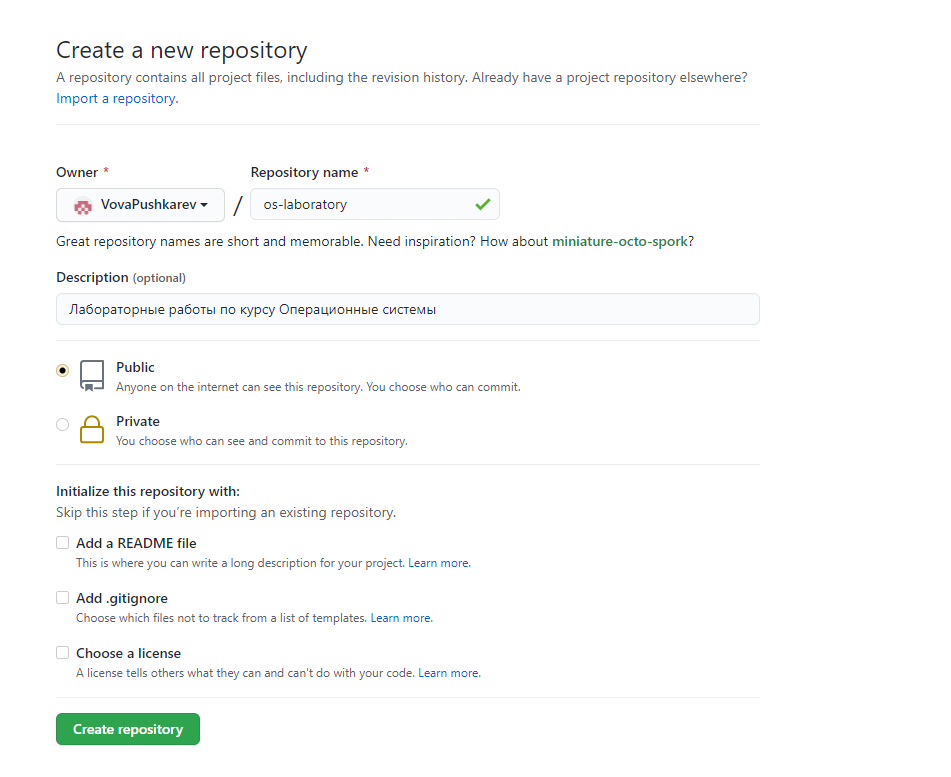 Create a new repository
A repository contains all project files, including the revision history. Already have a project repository elsewhere?
Import a repository.
Owner * Repository name *
VovaPushkarev / os-laboratory
Great repository names are short and memorable. Need inspiration? How about miniature-octo-spork?
Description (optional)
Лабораторные работы по курсу Операционные системы
Public
Anyone on the internet can see this repository. You choose who can commit.
Private
You choose who can see and commit to this repository.
Initialize this repository with:
Skip this step if you’re importing an existing repository.
Add a README file
This is where you can write a long description for your project. Learn more.
Add .gitignore
Choose which files not to track from a list of templates. Learn more.
Choose a license
A license tells others what they can and can't do with your code. Learn more.
Create repository